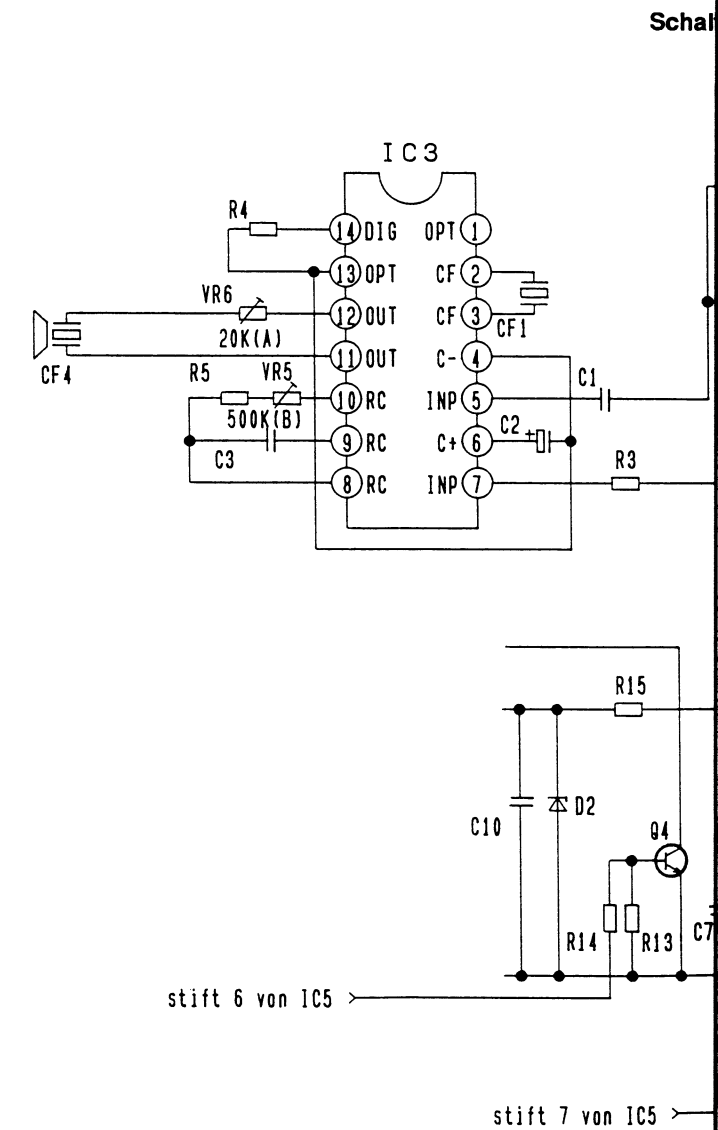 Schal
IC3
R4
14 DIG OPT 1
13 OPT CF 2
VR6
12 OUT CF 3
20K(A) CF1
11 OUT C- 4
CF4 R5 VR5 C1
10 RC INP 5
500K(B) C2 +
9 RC C+ 6
C3 R3
8 RC INP 7
R15
D2
C10 Q4
R14 R13 C7
stift 6 von IC5
stift 7 von IC5